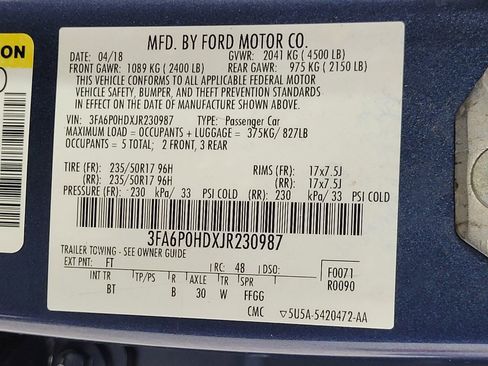 ON
MFD. BY FORD MOTOR CO.
DATE: 04/18 GVWR: 2041 KG ( 4500 LB)
FRONT GAWR: 1089 KG ( 2400 LB) REAR GAWR: 975 KG ( 2150 LB)
THIS VEHICLE CONFORMS TO ALL APPLICABLE FEDERAL MOTOR
VEHICLE SAFETY, BUMPER, AND THEFT PREVENTION STANDARDS
IN EFFECT ON THE DATE OF MANUFACTURE SHOWN ABOVE.
VIN: 3FA6P0HDXJR230987 TYPE: Passenger Car
MAXIMUM LOAD = OCCUPANTS + LUGGAGE = 375KG/ 827LB
OCCUPANTS = 5 TOTAL; 2 FRONT, 3 REAR
TIRE (FR): 235/50R17 96H RIMS (FR): 17x7.5J
(RR): 235/50R17 96H (RR): 17x7.5J
PRESSURE (FR): 230 kPa/ 33 PSI COLD (RR): 230 kPa/ 33 PSI COLD
3FA6P0HDXJR230987
TRAILER TOWING - SEE OWNER GUIDE
EXT PNT: FT RC: 48 DSO: F0071
INT TR TP/PS R AXLE TR SPR R0090
BT B 30 W FFGG
CMC 5U5A-5420472-AA